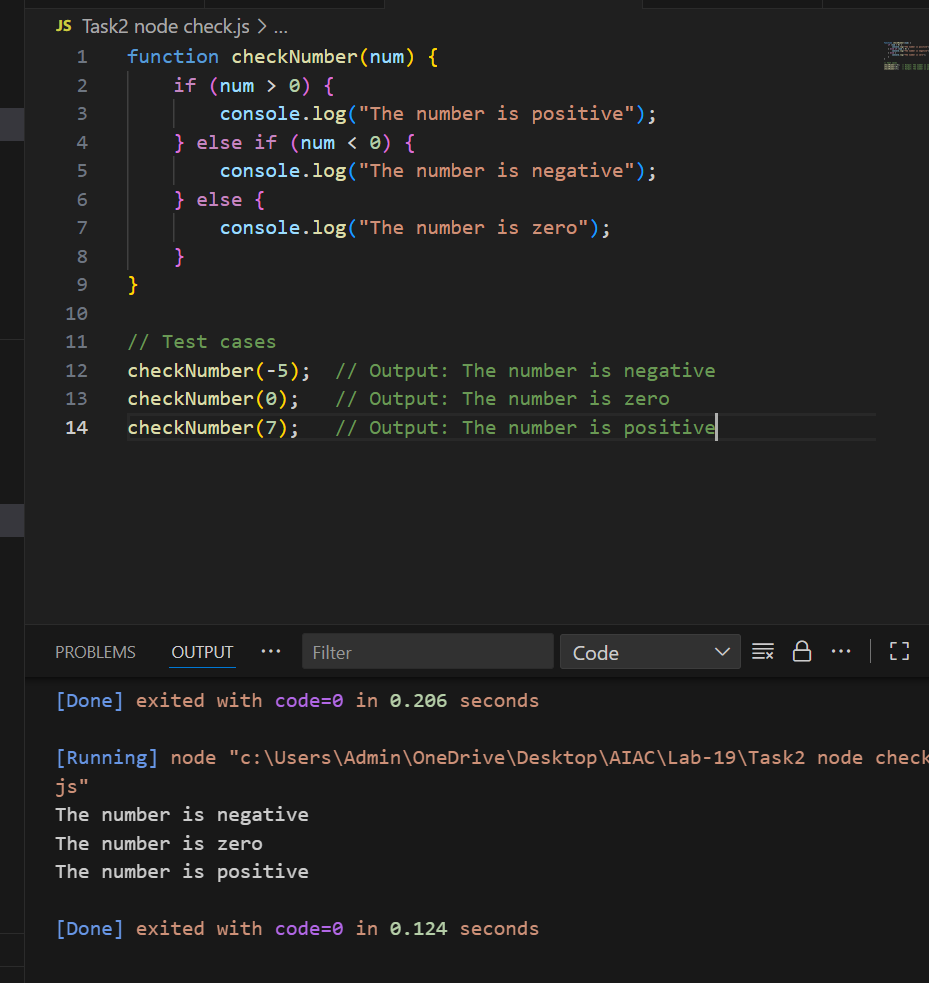 JS Task2 node check.js > ...
1 function checkNumber(num) {
2     if (num > 0) {
3         console.log("The number is positive");
4     } else if (num < 0) {
5         console.log("The number is negative");
6     } else {
7         console.log("The number is zero");
8     }
9 }
10
11 // Test cases
12 checkNumber(-5);  // Output: The number is negative
13 checkNumber(0);   // Output: The number is zero
14 checkNumber(7);   // Output: The number is positive
PROBLEMS OUTPUT ... Filter Code ...
[Done] exited with code=0 in 0.206 seconds
[Running] node "c:\Users\Admin\OneDrive\Desktop\AIAC\Lab-19\Task2 node check
js"
The number is negative
The number is zero
The number is positive
[Done] exited with code=0 in 0.124 seconds